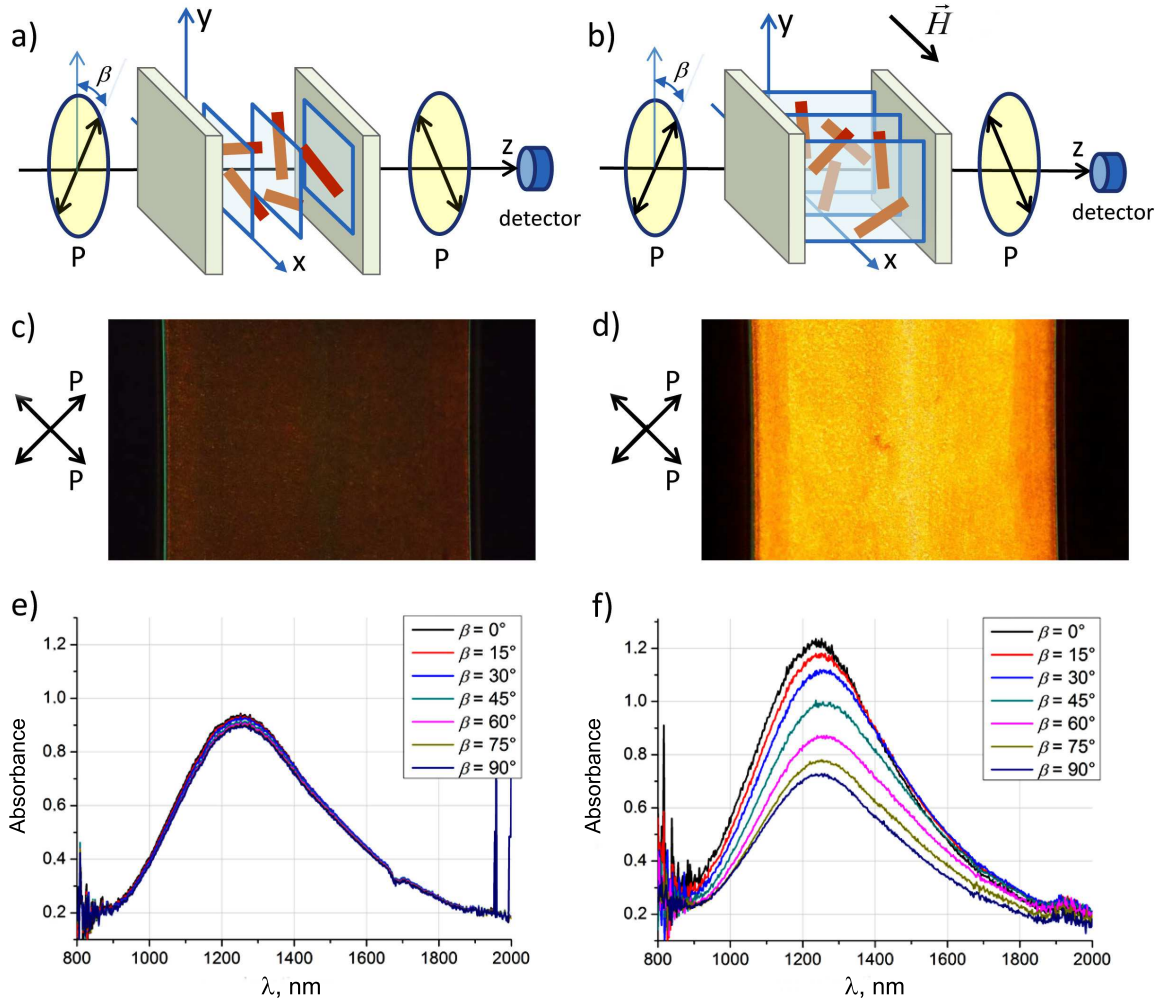 a)
y
β
P
x
P
z
detector
b)
H
y
β
P
x
P
z
detector
c)
P
P
d)
P
P
e)
Absorbance
1.2
1.0
0.8
0.6
0.4
0.2
800 1000 1200 1400 1600 1800 2000
λ, nm
β = 0°
β = 15°
β = 30°
β = 45°
β = 60°
β = 75°
β = 90°
f)
Absorbance
1.2
1.0
0.8
0.6
0.4
0.2
800 1000 1200 1400 1600 1800 2000
λ, nm
β = 0°
β = 15°
β = 30°
β = 45°
β = 60°
β = 75°
β = 90°